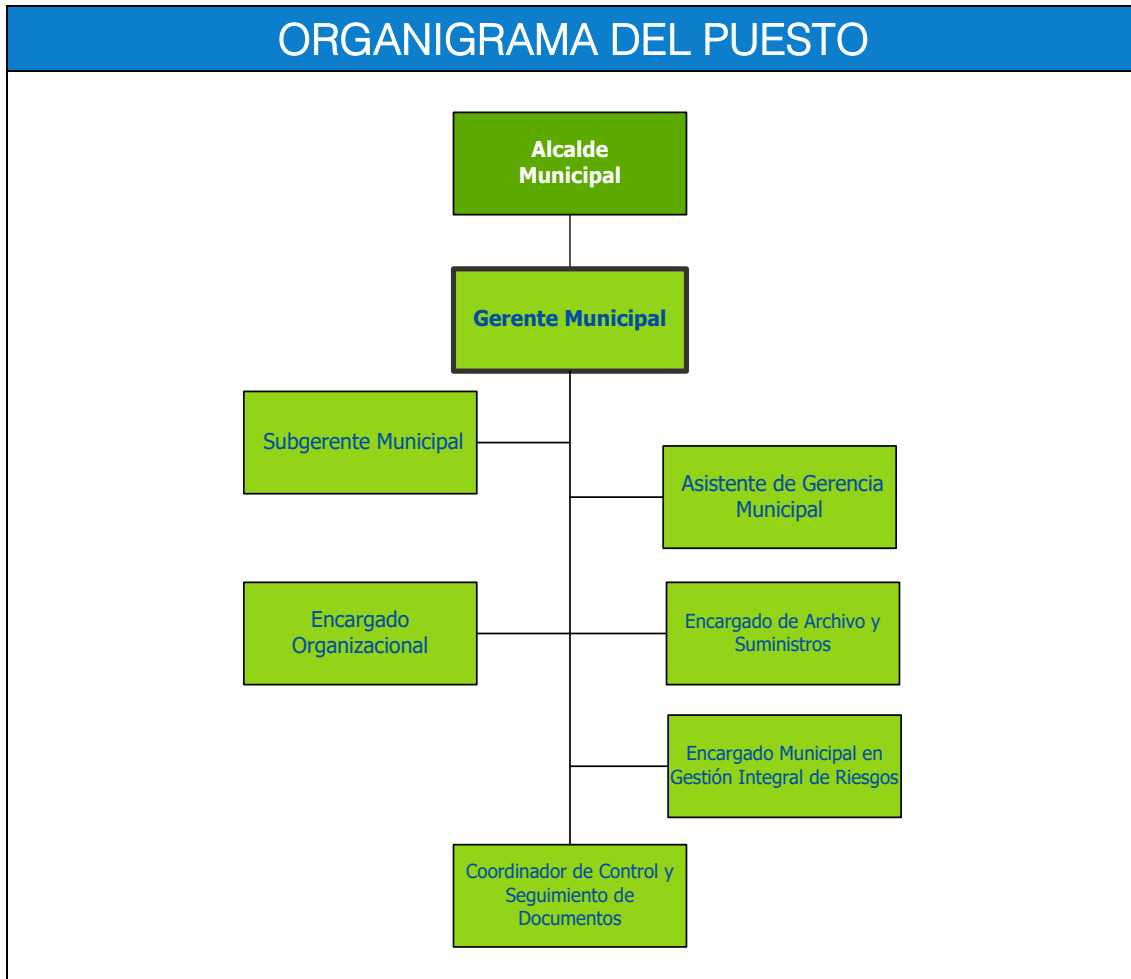 ORGANIGRAMA DEL PUESTO
Alcalde
Municipal
Gerente Municipal
Subgerente Municipal
Asistente de Gerencia
Municipal
Encargado
Organizacional
Encargado de Archivo y
Suministros
Encargado Municipal en
Gestión Integral de Riesgos
Coordinador de Control y
Seguimiento de
Documentos